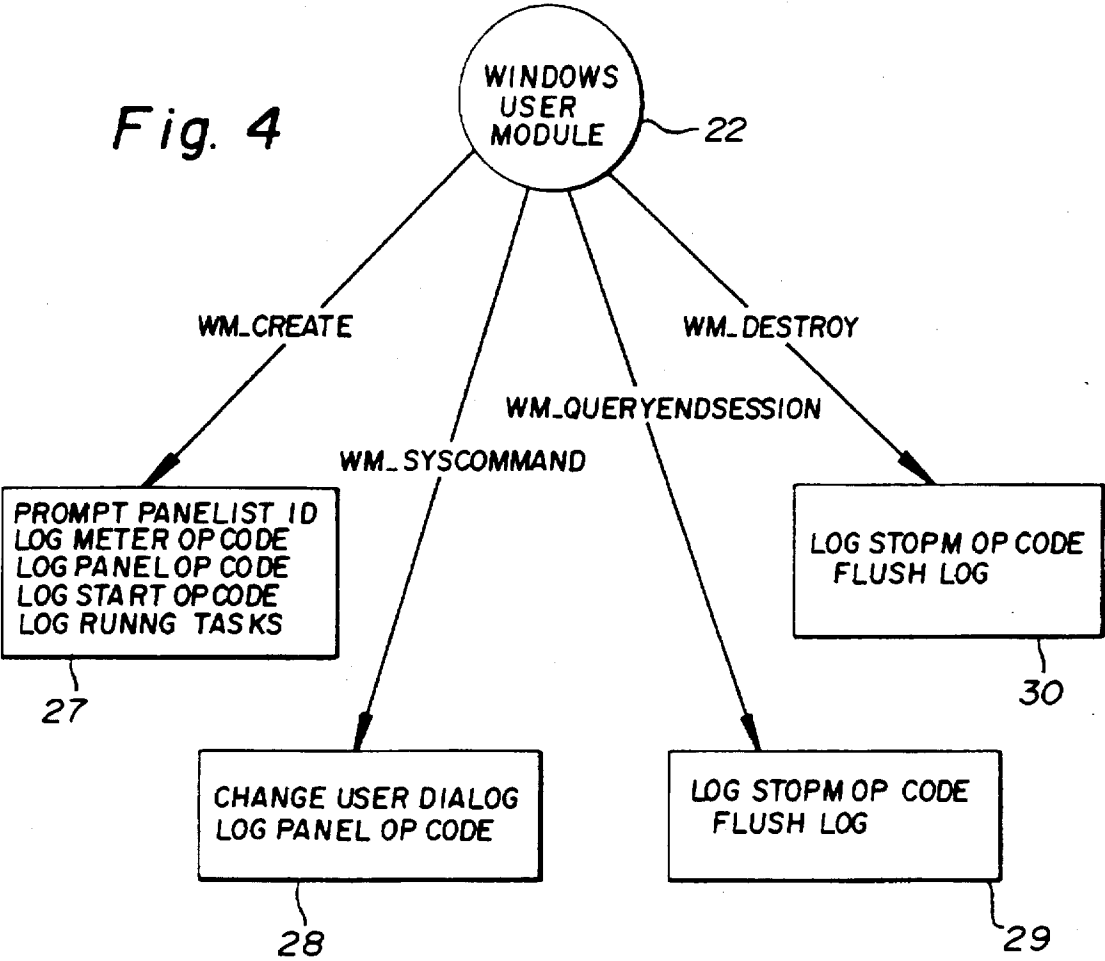 Fig. 4
WINDOWS
USER
MODULE
22
WM_CREATE
WM_DESTROY
WM_QUERYENDSESSION
WM_SYSCOMMAND
PROMPT PANELIST ID
LOG METER OP CODE
LOG PANEL OP CODE
LOG START OP CODE
LOG RUNNG TASKS
27
LOG STOPM OP CODE
FLUSH LOG
30
CHANGE USER DIALOG
LOG PANEL OP CODE
28
LOG STOPM OP CODE
FLUSH LOG
29